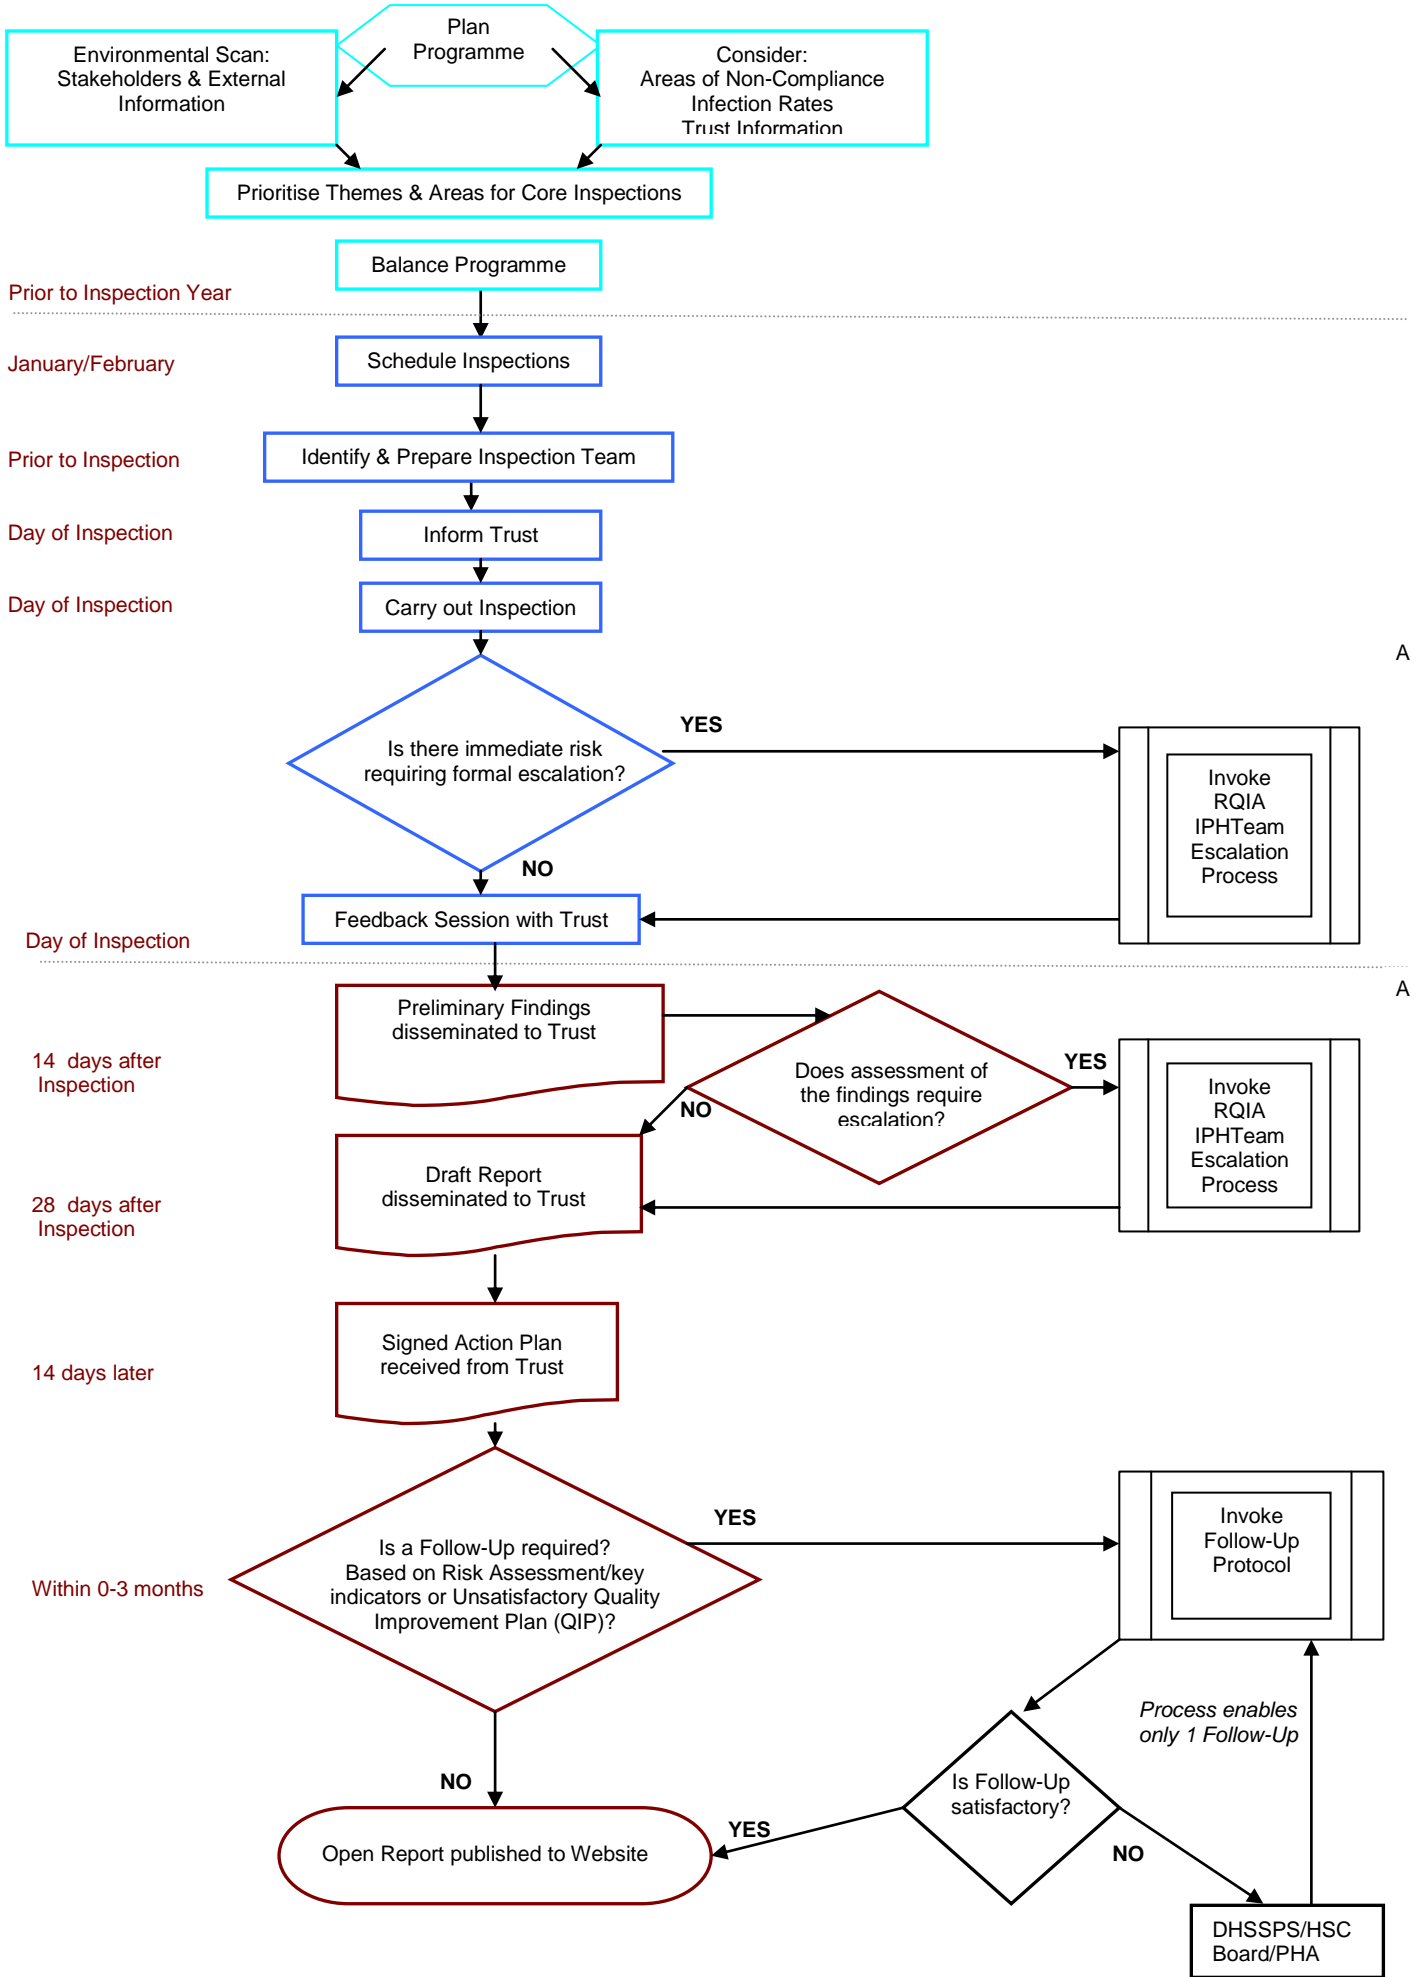 Plan
Programme
Environmental Scan:
Stakeholders & External
Information
Consider:
Areas of Non-Compliance
Infection Rates
Trust Information
Prioritise Themes & Areas for Core Inspections
Balance Programme
Prior to Inspection Year
January/February
Schedule Inspections
Prior to Inspection
Identify & Prepare Inspection Team
Day of Inspection
Inform Trust
Day of Inspection
Carry out Inspection
A
YES
Is there immediate risk
requiring formal escalation?
Invoke
RQIA
IPHTeam
Escalation
Process
NO
Feedback Session with Trust
Day of Inspection
A
Preliminary Findings
disseminated to Trust
14 days after
Inspection
Does assessment of
the findings require
escalation?
YES
NO
Invoke
RQIA
IPHTeam
Escalation
Process
Draft Report
disseminated to Trust
28 days after
Inspection
Signed Action Plan
received from Trust
14 days later
YES
Is a Follow-Up required?
Based on Risk Assessment/key
indicators or Unsatisfactory Quality
Improvement Plan (QIP)?
Within 0-3 months
Invoke
Follow-Up
Protocol
Process enables
only 1 Follow-Up
NO
Is Follow-Up
satisfactory?
YES
NO
Open Report published to Website
DHSSPS/HSC
Board/PHA